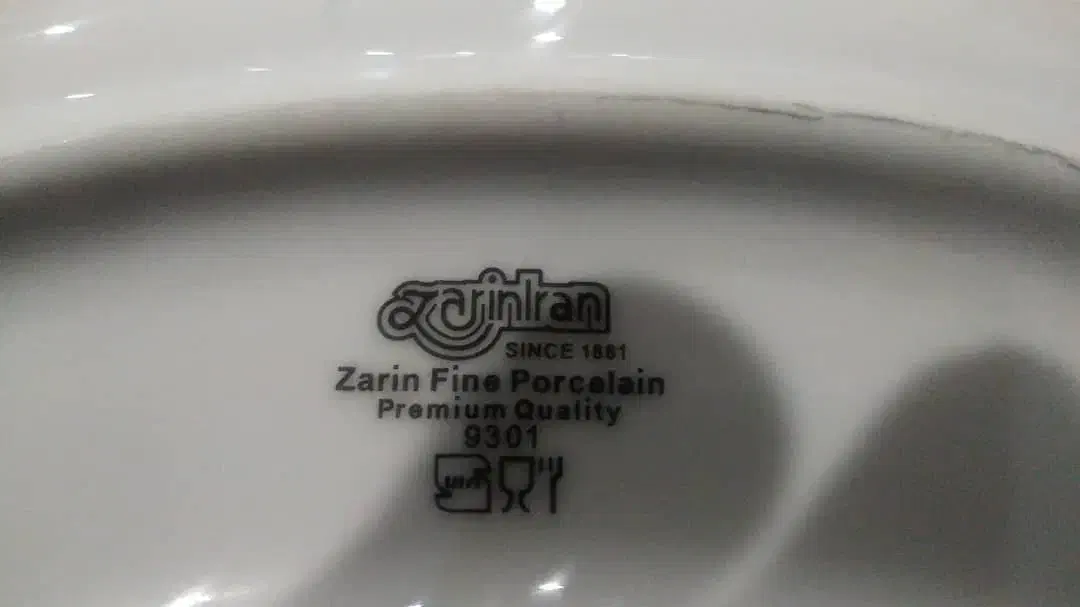 ZarinIran
SINCE 1881
Zarin Fine Porcelain
Premium Quality
9301